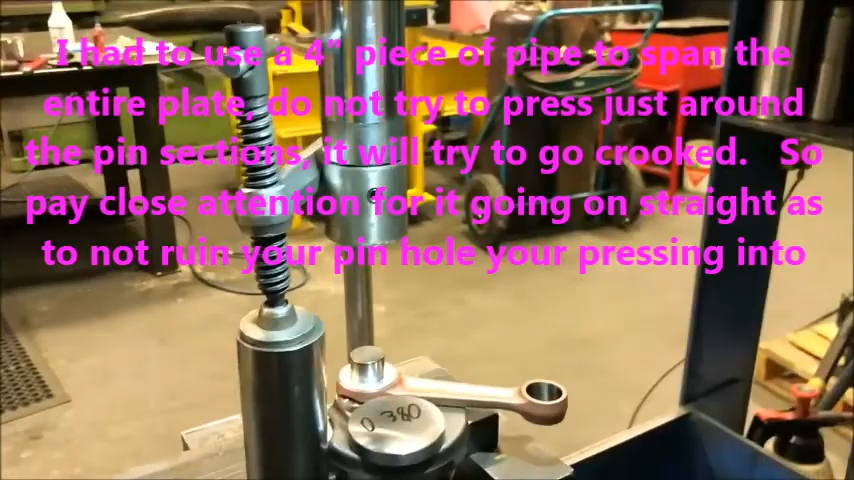 I had to use a 4" piece of pipe to span the
entire plate, do not try to press just around
the pin sections, it will try to go crooked. So
pay close attention for it going on straight as
to not ruin your pin hole your pressing into
0 380